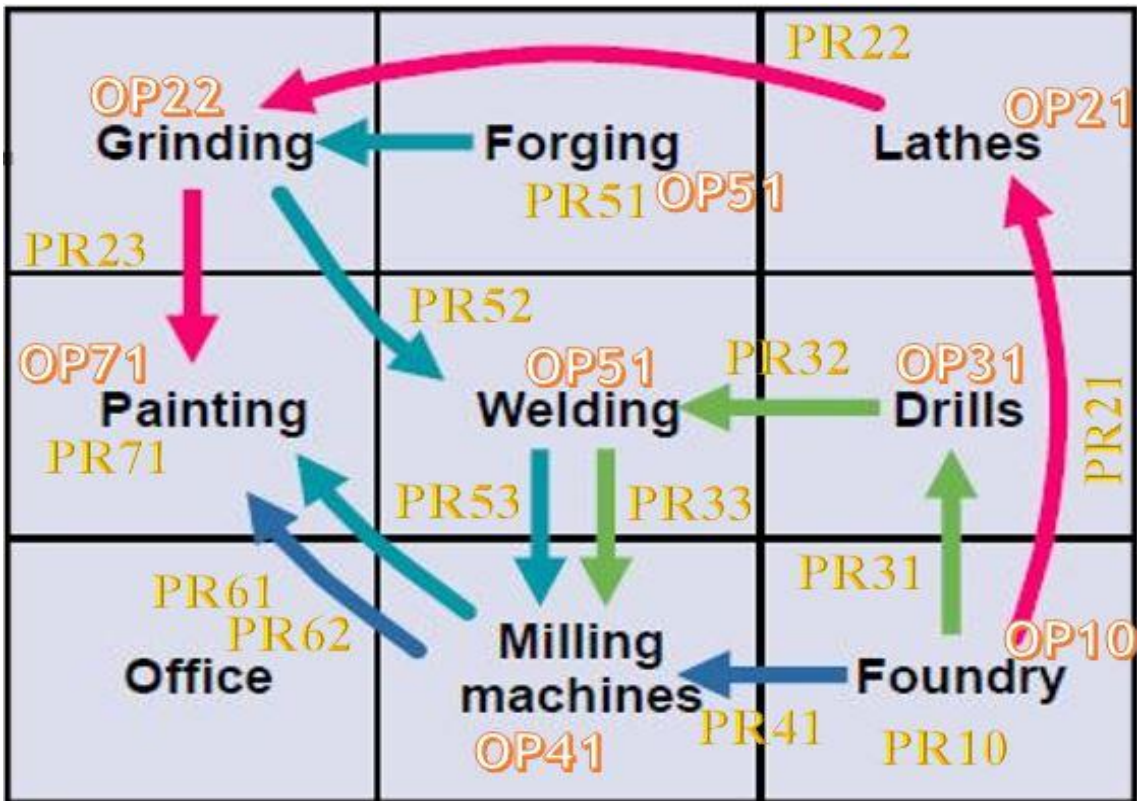 PR22
OP22
OP21
Grinding
Forging
Lathes
PR51
OP51
PR23
PR52
OP71
OP51
PR32
OP31
Painting
Welding
Drills
PR71
PR21
PR53
PR33
PR31
PR61
PR62
OP10
Office
Milling
machines
Foundry
PR41
PR10
OP41